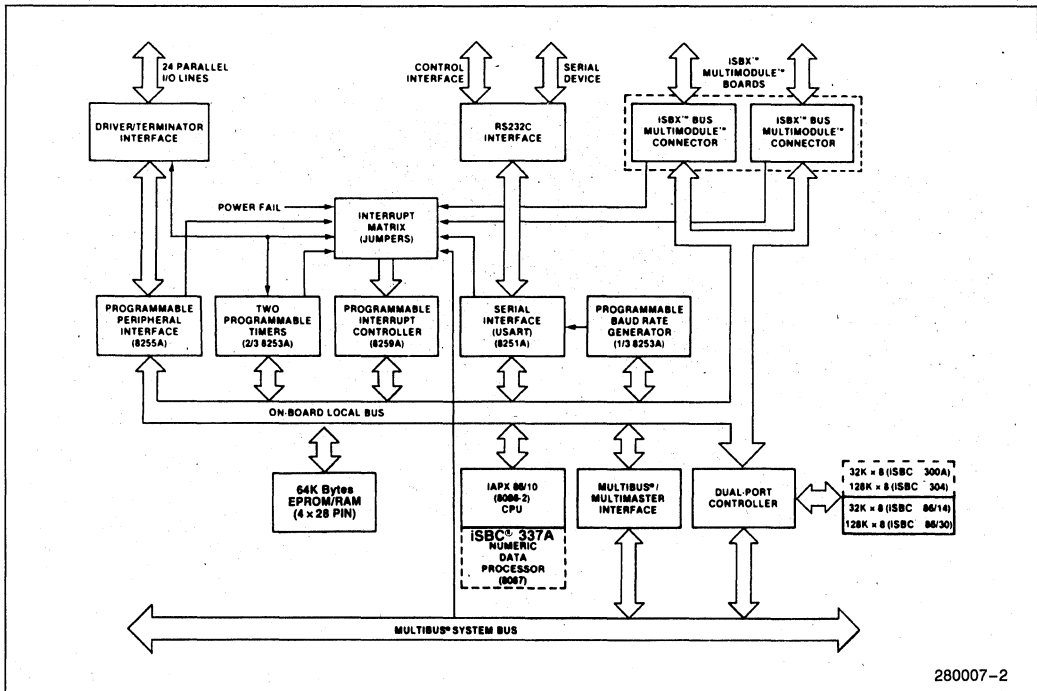 24 PARALLEL
I/O LINES
CONTROL
INTERFACE
SERIAL
DEVICE
iSBX™
MULTIMODULE™
BOARDS
DRIVER/TERMINATOR
INTERFACE
RS232C
INTERFACE
iSBX™ BUS
MULTIMODULE™
CONNECTOR
iSBX™ BUS
MULTIMODULE™
CONNECTOR
POWER FAIL
INTERRUPT
MATRIX
(JUMPERS)
PROGRAMMABLE
PERIPHERAL
INTERFACE
(8255A)
TWO
PROGRAMMABLE
TIMERS
(2/3 8253A)
PROGRAMMABLE
INTERRUPT
CONTROLLER
(8259A)
SERIAL
INTERFACE
(USART)
(8251A)
PROGRAMMABLE
BAUD RATE
GENERATOR
(1/3 8253A)
ON-BOARD LOCAL BUS
64K Bytes
EPROM/RAM
(4 × 28 PIN)
iAPX 86/10
(8086-2)
CPU
iSBC® 337A
NUMERIC
DATA
PROCESSOR
(8087)
MULTIBUS®/
MULTIMASTER
INTERFACE
DUAL-PORT
CONTROLLER
32K × 8 (iSBC 300A)
128K × 8 (iSBC 304)
32K × 8 (iSBC 86/14)
128K × 8 (iSBC 86/30)
MULTIBUS® SYSTEM BUS
280007-2